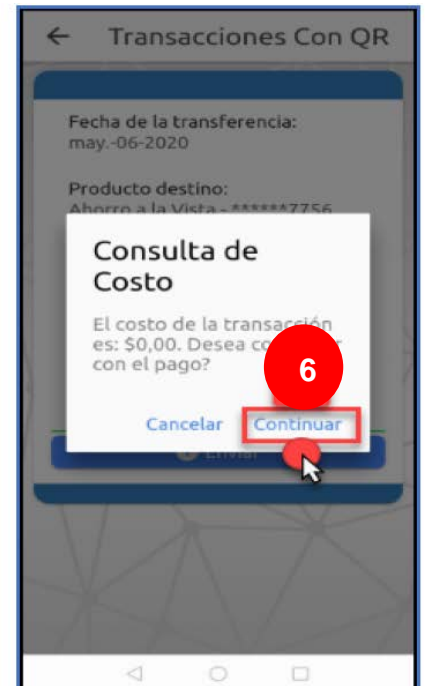 Transacciones Con QR
Fecha de la transferencia:
may.-06-2020
Producto destino:
Ahorro a la Vista - ******7756
Consulta de
Costo
El costo de la transacción
es: $0,00. Desea
con el pago?
6
Cancelar Continuar
Enviar